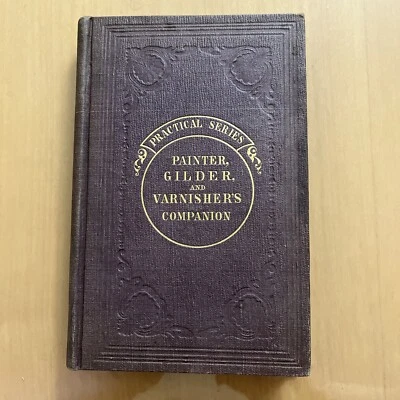 PRACTICAL SERIES
PAINTER,
GILDER,
AND
VARNISHER'S
COMPANION